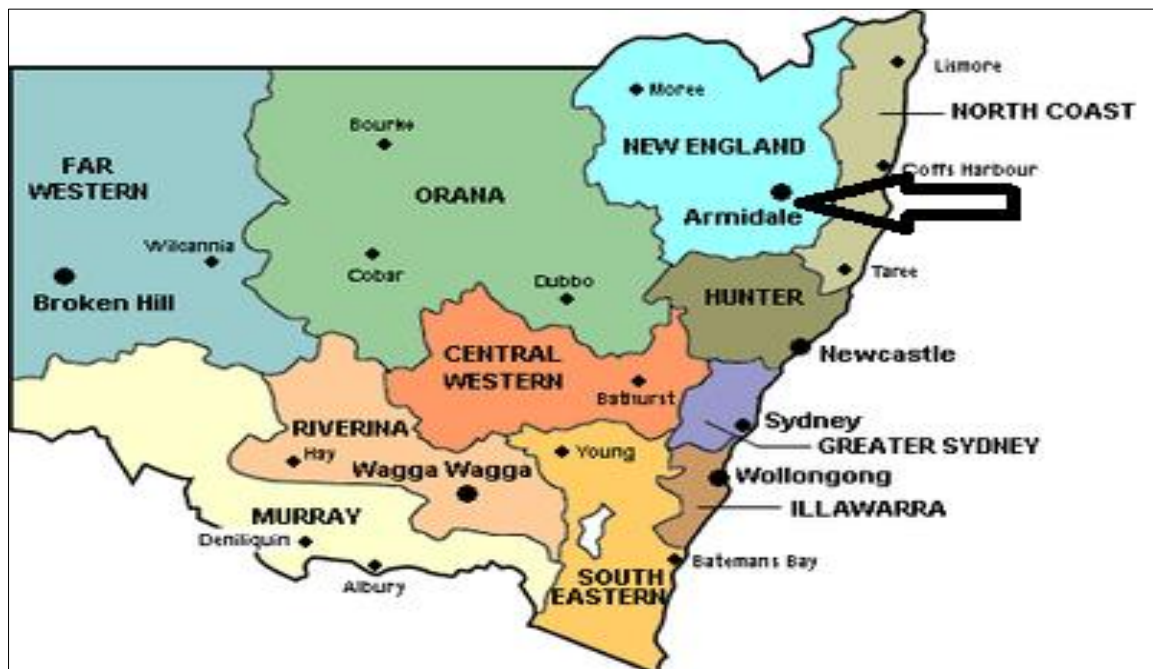 Lismore
Moree
NORTH COAST
Bourke
NEW ENGLAND
FAR
WESTERN
Coffs Harbour
ORANA
Armidale
Wilcannia
Cobar
Taree
Dubbo
HUNTER
Broken Hill
Newcastle
CENTRAL
WESTERN
Bathurst
Sydney
RIVERINA
GREATER SYDNEY
Hay
Young
Wagga Wagga
Wollongong
ILLAWARRA
MURRAY
Deniliquin
Batemans Bay
Albury
SOUTH
EASTERN